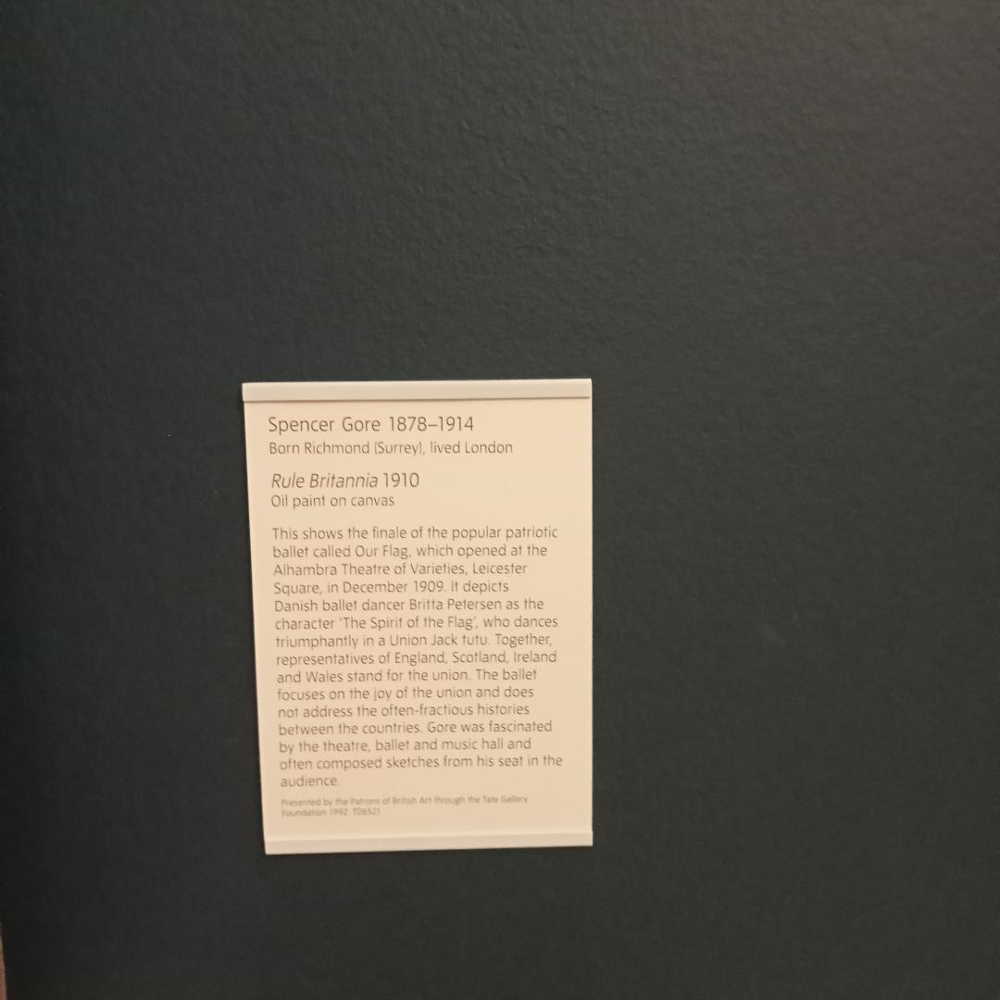 Spencer Gore 1878–1914
Born Richmond (Surrey), lived London
Rule Britannia 1910
Oil paint on canvas
This shows the finale of the popular patriotic
ballet called Our Flag, which opened at the
Alhambra Theatre of Varieties, Leicester
Square, in December 1909. It depicts
Danish ballet dancer Britta Petersen as the
character ‘The Spirit of the Flag’, who dances
triumphantly in a Union Jack tutu. Together,
representatives of England, Scotland, Ireland
and Wales stand for the union. The ballet
focuses on the joy of the union and does
not address the often-fractious histories
between the countries. Gore was fascinated
by the theatre, ballet and music hall and
often composed sketches from his seat in the
audience.
Presented by the Patrons of British Art through the Tate Gallery
Foundation 1992 T06521